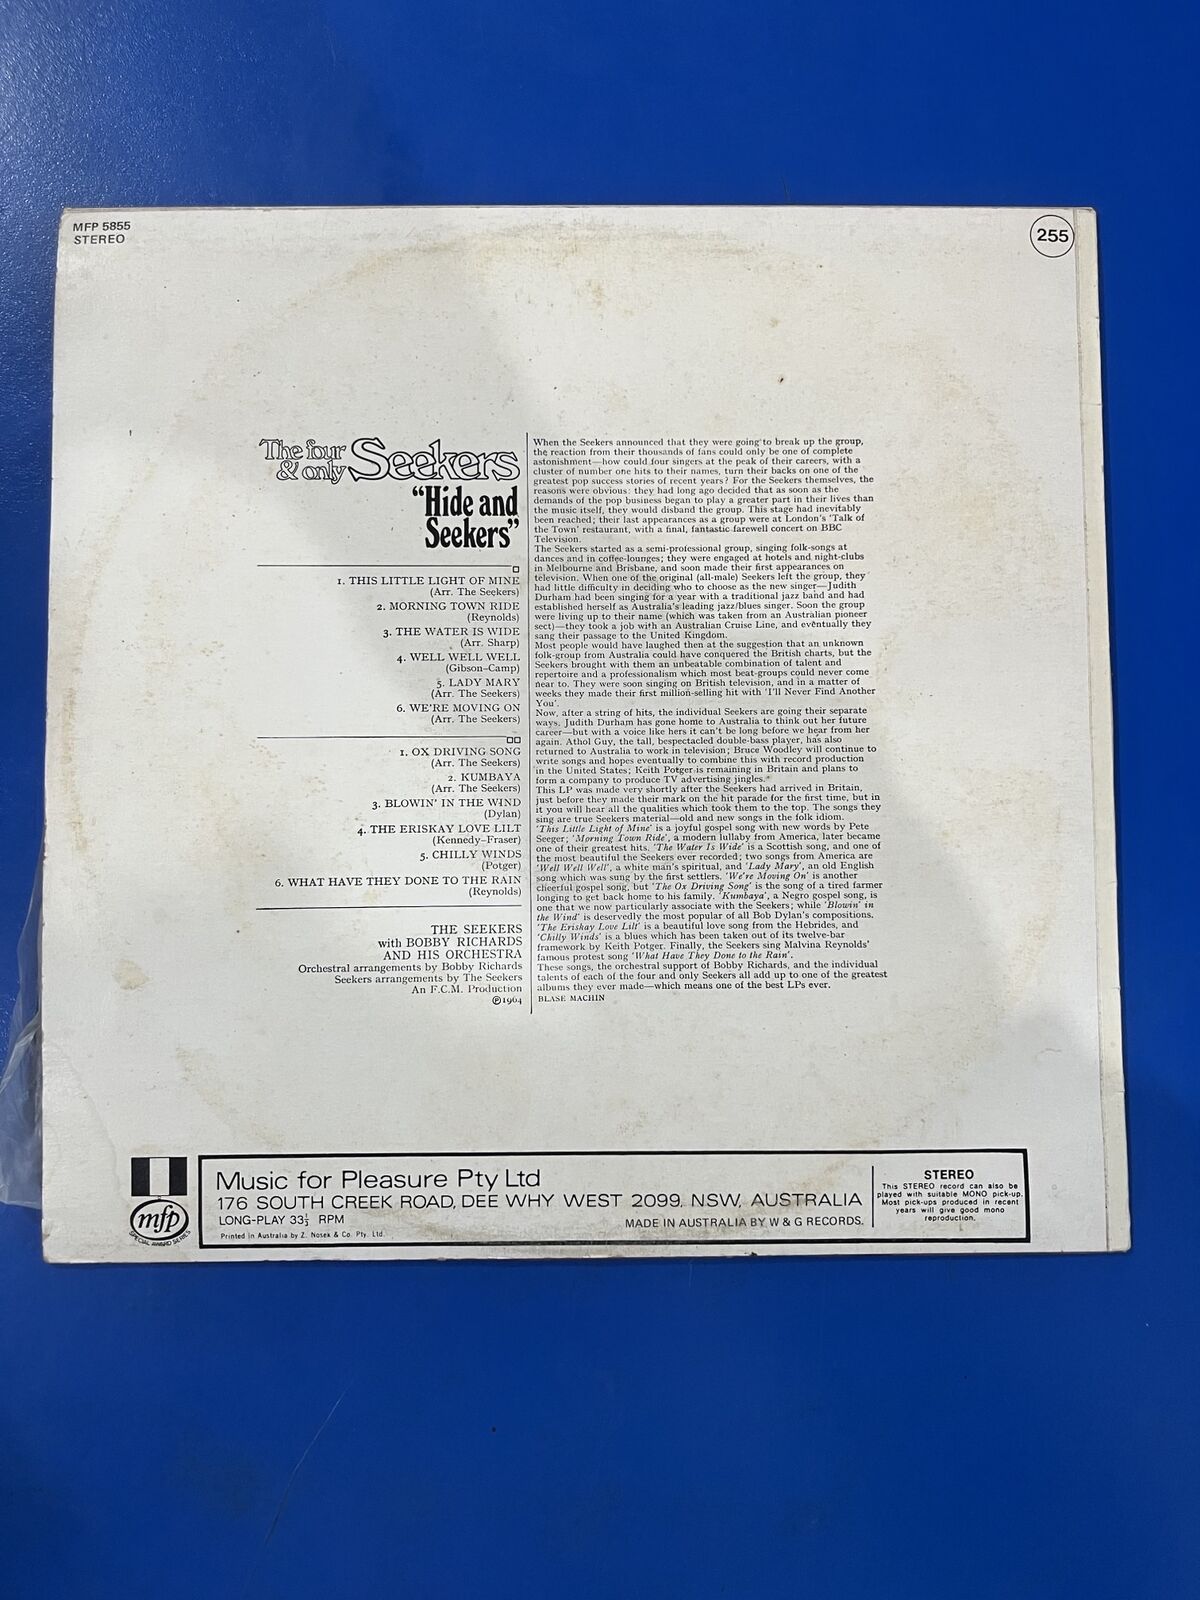 MFP 5855
STEREO
255
The four
& only Seekers
"Hide and
Seekers"
1. THIS LITTLE LIGHT OF MINE
(Arr. The Seekers)
2. MORNING TOWN RIDE
(Reynolds)
3. THE WATER IS WIDE
(Arr. Sharp)
4. WELL WELL WELL
(Gibson-Camp)
5. LADY MARY
(Arr. The Seekers)
6. WE'RE MOVING ON
(Arr. The Seekers)
1. OX DRIVING SONG
(Arr. The Seekers)
2. KUMBAYA
(Arr. The Seekers)
3. BLOWIN' IN THE WIND
(Dylan)
4. THE ERISKAY LOVE LILT
(Kennedy-Fraser)
5. CHILLY WINDS
(Potger)
6. WHAT HAVE THEY DONE TO THE RAIN
(Reynolds)
THE SEEKERS
with BOBBY RICHARDS
AND HIS ORCHESTRA
Orchestral arrangements by Bobby Richards
Seekers arrangements by The Seekers
An F.C.M. Production
℗1964
When the Seekers announced that they were going to break up the group,
the reaction from their thousands of fans could only be one of complete
astonishment—how could four singers at the peak of their careers, with a
cluster of number one hits to their names, turn their backs on one of the
greatest pop success stories of recent years? For the Seekers themselves, the
reasons were obvious: they had long ago decided that as soon as the
demands of the pop business began to play a greater part in their lives than
the music itself, they would disband the group. This stage had inevitably
been reached; their last appearances as a group were at London's 'Talk of
the Town' restaurant, with a final, fantastic farewell concert on BBC
Television.
The Seekers started as a semi-professional group, singing folk-songs at
dances and in coffee-lounges; they were engaged at hotels and night-clubs
in Melbourne and Brisbane, and soon made their first appearances on
television. When one of the original (all-male) Seekers left the group, they
had little difficulty in deciding who to choose as the new singer—Judith
Durham had been singing for a year with a traditional jazz band and had
established herself as Australia's leading jazz/blues singer. Soon the group
were living up to their name (which was taken from an Australian pioneer
sect)—they took a job with an Australian Cruise Line, and eventually they
sang their passage to the United Kingdom.
Most people would have laughed then at the suggestion that an unknown
folk-group from Australia could have conquered the British charts, but the
Seekers brought with them an unbeatable combination of talent and
repertoire and a professionalism which most beat-groups could never come
near to. They were soon singing on British television, and in a matter of
weeks they made their first million-selling hit with 'I'll Never Find Another
You'.
Now, after a string of hits, the individual Seekers are going their separate
ways. Judith Durham has gone home to Australia to think out her future
career—but with a voice like hers it can't be long before we hear from her
again. Athol Guy, the tall, bespectacled double-bass player, has also
returned to Australia to work in television; Bruce Woodley will continue to
write songs and hopes eventually to combine this with record production
in the United States; Keith Potger is remaining in Britain and plans to
form a company to produce TV advertising jingles.
This LP was made very shortly after the Seekers had arrived in Britain,
just before they made their mark on the hit parade for the first time, but in
it you will hear all the qualities which took them to the top. The songs they
sing are true Seekers material—old and new songs in the folk idiom.
'This Little Light of Mine' is a joyful gospel song with new words by Pete
Seeger; 'Morning Town Ride', a modern lullaby from America, later became
one of their greatest hits. 'The Water Is Wide' is a Scottish song, and one of
the most beautiful the Seekers ever recorded; two songs from America are
'Well Well Well', a white man's spiritual, and 'Lady Mary', an old English
song which was sung by the first settlers. 'We're Moving On' is another
cheerful gospel song, but 'The Ox Driving Song' is the song of a tired farmer
longing to get back home to his family. 'Kumbaya', a Negro gospel song, is
one that we now particularly associate with the Seekers; while 'Blowin' in
the Wind' is deservedly the most popular of all Bob Dylan's compositions.
'The Eriskay Love Lilt' is a beautiful love song from the Hebrides, and
'Chilly Winds' is a blues which has been taken out of its twelve-bar
framework by Keith Potger. Finally, the Seekers sing Malvina Reynolds'
famous protest song 'What Have They Done to the Rain'.
These songs, the orchestral support of Bobby Richards, and the individual
talents of each of the four and only Seekers all add up to one of the greatest
albums they ever made—which means one of the best LPs ever.
BLASE MACHIN
mfp
SPECIAL AWARD SERIES
Music for Pleasure Pty Ltd
176 SOUTH CREEK ROAD, DEE WHY WEST 2099, NSW, AUSTRALIA
LONG-PLAY 33⅓ RPM
MADE IN AUSTRALIA BY W & G RECORDS.
Printed in Australia by Z. Nosek & Co. Pty. Ltd.
STEREO
This STEREO record can also be
played with suitable MONO pick-up.
Most pick-ups produced in recent
years will give good mono
reproduction.